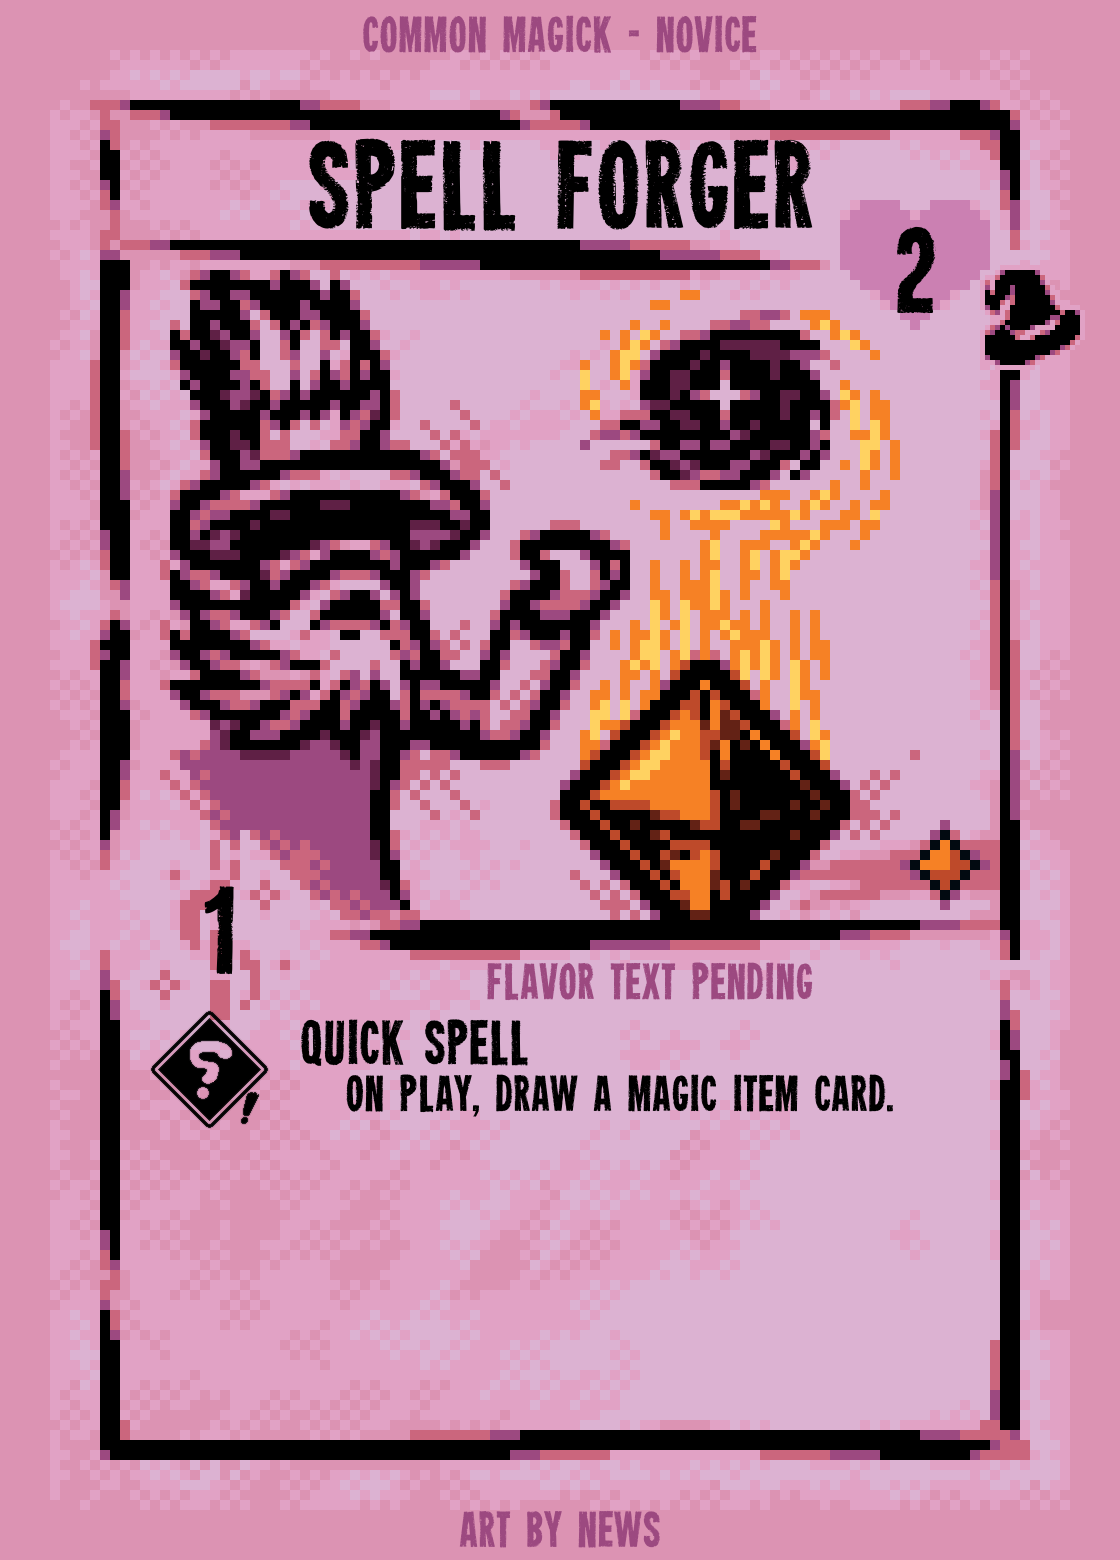 COMMON MAGICK - NOVICE
SPELL FORGER
2
1
FLAVOR TEXT PENDING
?!
QUICK SPELL
ON PLAY, DRAW A MAGIC ITEM CARD.
ART BY NEWS